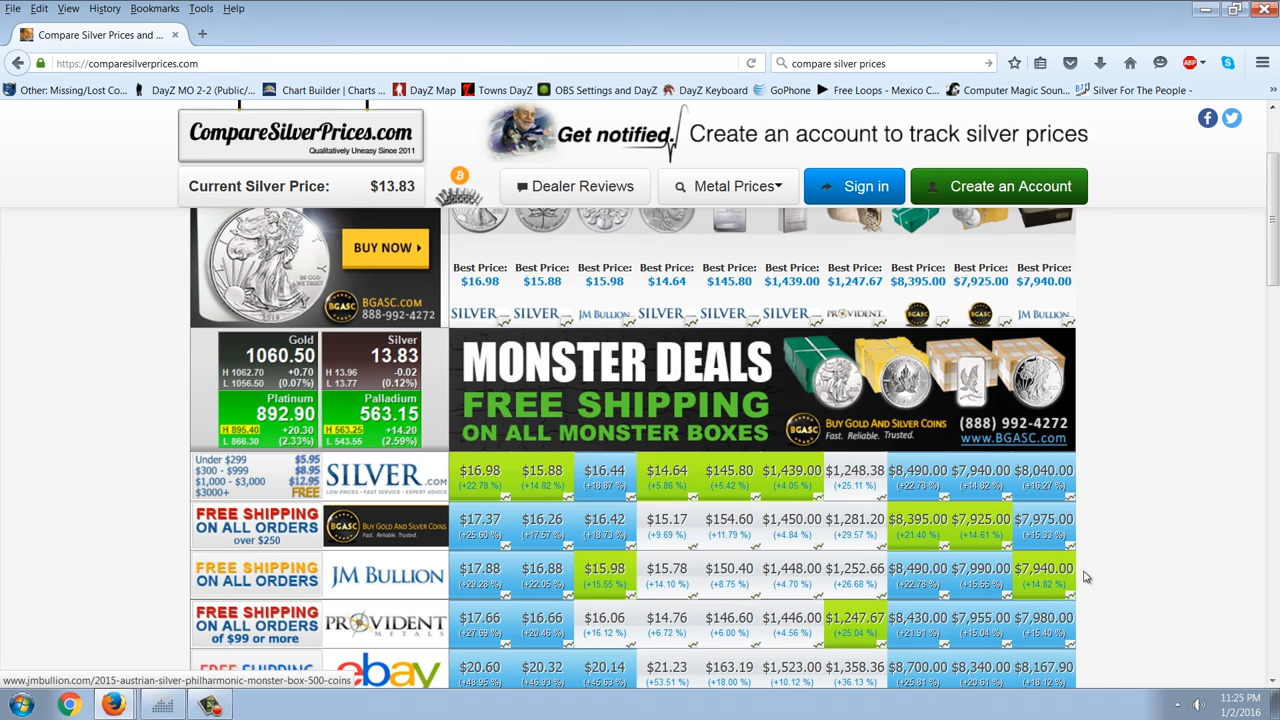 File Edit View History Bookmarks Tools Help
Compare Silver Prices and ...
https://comparesilverprices.com
compare silver prices
Other: Missing/Lost Co... DayZ MO 2-2 (Public/... Chart Builder | Charts ... DayZ Map Towns DayZ OBS Settings and DayZ DayZ Keyboard GoPhone Free Loops - Mexico C... Computer Magic Soun... Silver For The People -
CompareSilverPrices.com
Qualitatively Uneasy Since 2011
Get notified.
Create an account to track silver prices
Current Silver Price: $13.83
Dealer Reviews Metal Prices Sign in Create an Account
BUY NOW
BGASC.COM
888-992-4272
Best Price: Best Price: Best Price: Best Price: Best Price: Best Price: Best Price: Best Price: Best Price: Best Price:
$16.98 $15.88 $15.98 $14.64 $145.80 $1,439.00 $1,247.67 $8,395.00 $7,925.00 $7,940.00
SILVER SILVER JM BULLION SILVER SILVER SILVER PROVIDENT BGASC BGASC JM BULLION
Gold Silver
1060.50 13.83
H 1062.70 +0.70 H 13.96 -0.02
L 1056.50 (0.07%) L 13.77 (0.12%)
Platinum Palladium
892.90 563.15
H 895.40 +20.30 H 563.25 +14.20
L 866.30 (2.33%) L 543.55 (2.59%)
MONSTER DEALS
FREE SHIPPING
ON ALL MONSTER BOXES
BGASC BUY GOLD AND SILVER COINS
Fast. Reliable. Trusted.
(888) 992-4272
www.BGASC.com
Under $299 $5.95
$300 - $999 $8.95
$1,000 - $3,000 $12.95
$3000+ FREE
SILVER.COM
LOW PRICES - FAST SERVICE - EXPERT ADVICE
$16.98 $15.88 $16.44 $14.64 $145.80 $1,439.00 $1,248.38 $8,490.00 $7,940.00 $8,040.00
(+22.78 %) (+14.82 %) (+18.87 %) (+5.86 %) (+5.42 %) (+4.05 %) (+25.11 %) (+22.78 %) (+14.82 %) (+16.27 %)
FREE SHIPPING
ON ALL ORDERS
over $250
BGASC BUY GOLD AND SILVER COINS
Fast. Reliable. Trusted.
$17.37 $16.26 $16.42 $15.17 $154.60 $1,450.00 $1,281.20 $8,395.00 $7,925.00 $7,975.00
(+25.60 %) (+17.57 %) (+18.73 %) (+9.69 %) (+11.79 %) (+4.84 %) (+29.57 %) (+21.40 %) (+14.61 %) (+15.33 %)
FREE SHIPPING
ON ALL ORDERS
JM BULLION
$17.88 $16.88 $15.98 $15.78 $150.40 $1,448.00 $1,252.66 $8,490.00 $7,990.00 $7,940.00
(+29.28 %) (+22.05 %) (+15.55 %) (+14.10 %) (+8.75 %) (+4.70 %) (+26.68 %) (+22.78 %) (+15.55 %) (+14.82 %)
FREE SHIPPING
ON ALL ORDERS
of $99 or more
PROVIDENT
METALS
$17.66 $16.66 $16.06 $14.76 $146.60 $1,446.00 $1,247.67 $8,430.00 $7,955.00 $7,980.00
(+27.69 %) (+20.46 %) (+16.12 %) (+6.72 %) (+6.00 %) (+4.56 %) (+25.04 %) (+21.91 %) (+15.04 %) (+15.40 %)
FREE SHIPPING
ebay
$20.60 $20.32 $20.14 $21.23 $163.19 $1,523.00 $1,358.36 $8,700.00 $8,340.00 $8,167.90
(+48.95 %) (+46.93 %) (+45.63 %) (+53.51 %) (+18.00 %) (+10.12 %) (+36.13 %) (+25.81 %) (+20.61 %) (+18.12 %)
www.jmbullion.com/2015-austrian-silver-philharmonic-monster-box-500-coins
11:25 PM
1/2/2016